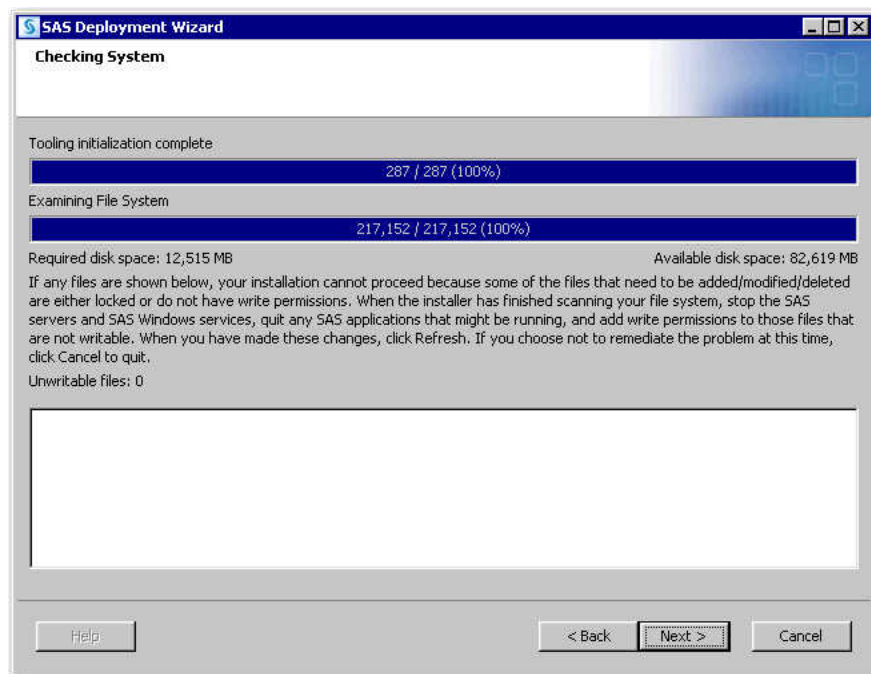 SAS Deployment Wizard
Checking System
Tooling initialization complete
287 / 287 (100%)
Examining File System
217,152 / 217,152 (100%)
Required disk space: 12,515 MB
Available disk space: 82,619 MB
If any files are shown below, your installation cannot proceed because some of the files that need to be added/modified/deleted
are either locked or do not have write permissions. When the installer has finished scanning your file system, stop the SAS
servers and SAS Windows services, quit any SAS applications that might be running, and add write permissions to those files that
are not writable. When you have made these changes, click Refresh. If you choose not to remediate the problem at this time,
click Cancel to quit.
Unwritable files: 0
Help
< Back
Next >
Cancel